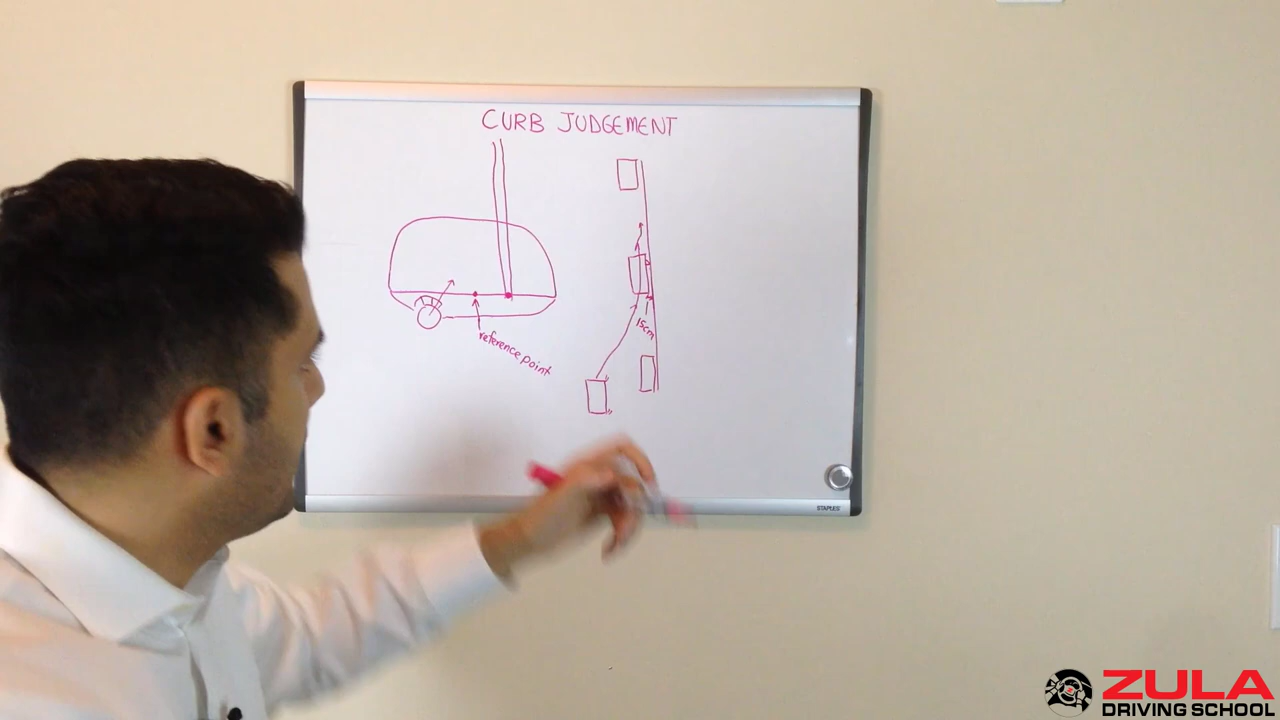 CURB JUDGEMENT
reference point
15cm
STAPLES
ZULA
DRIVING SCHOOL